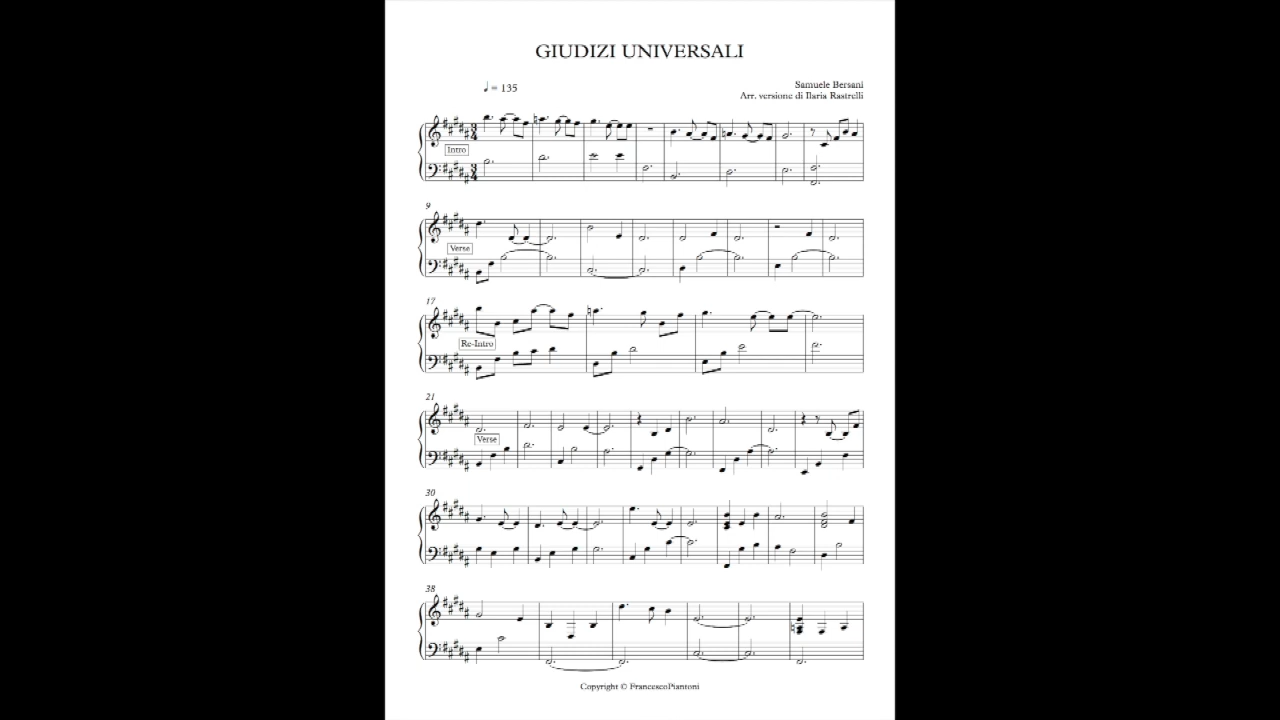 GIUDIZI UNIVERSALI
♩ = 135
Samuele Bersani
Arr. versione di Ilaria Rastrelli
Intro
9
Verse
17
Re-Intro
21
Verse
30
38
Copyright © FrancescoPiantoni